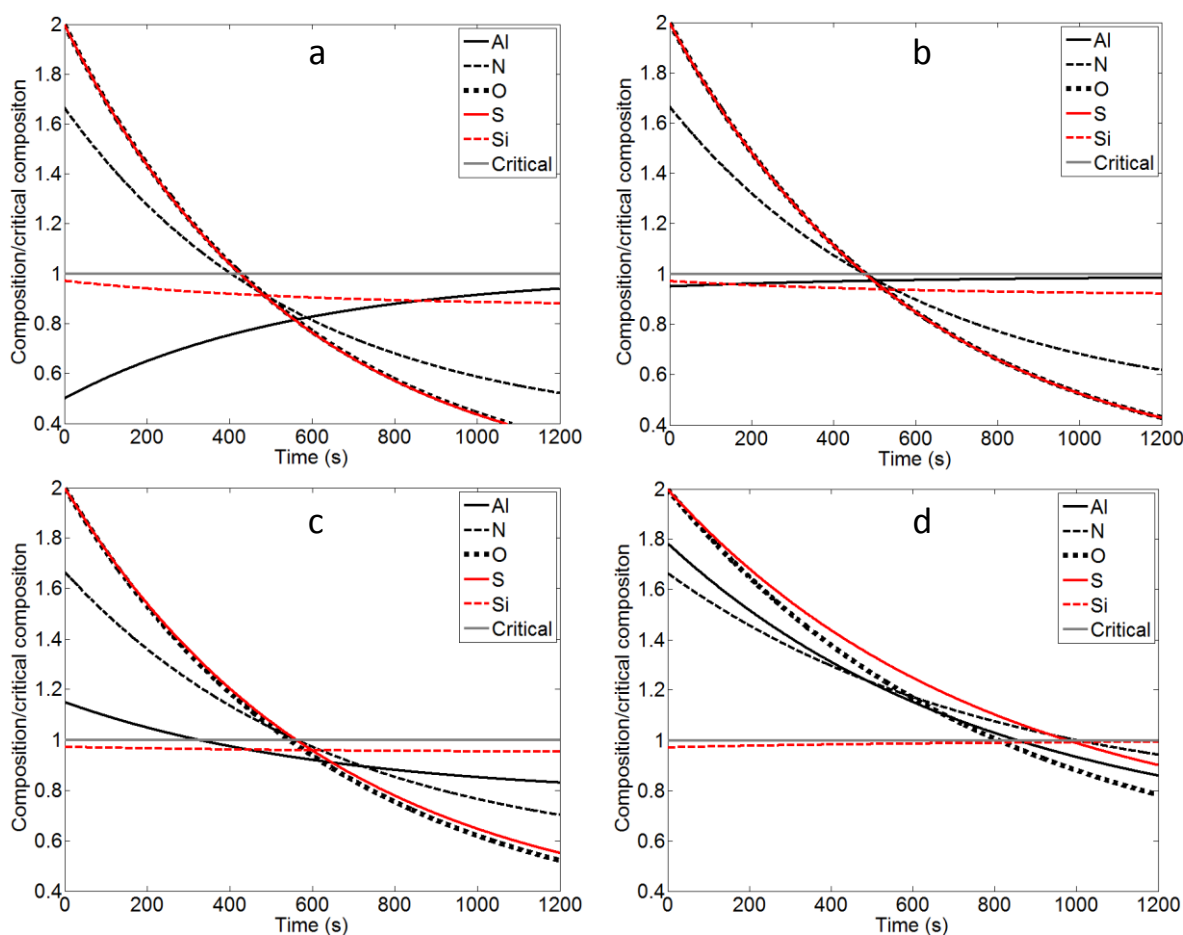 a
Composition/critical compositon
2
1.8
1.6
1.4
1.2
1
0.8
0.6
0.4
0 200 400 600 800 1000 1200
Time (s)
Al
N
O
S
Si
Critical
b
Composition/critical compositon
2
1.8
1.6
1.4
1.2
1
0.8
0.6
0.4
0 200 400 600 800 1000 1200
Time (s)
Al
N
O
S
Si
Critical
c
Composition/critical compositon
2
1.8
1.6
1.4
1.2
1
0.8
0.6
0.4
0 200 400 600 800 1000 1200
Time (s)
Al
N
O
S
Si
Critical
d
Composition/critical compositon
2
1.8
1.6
1.4
1.2
1
0.8
0.6
0.4
0 200 400 600 800 1000 1200
Time (s)
Al
N
O
S
Si
Critical